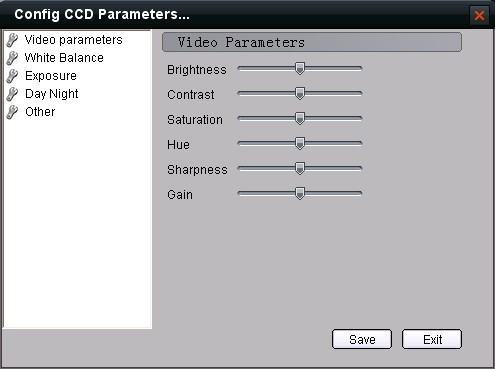 Config CCD Parameters...
Video parameters
White Balance
Exposure
Day Night
Other
Video Parameters
Brightness
Contrast
Saturation
Hue
Sharpness
Gain
Save
Exit